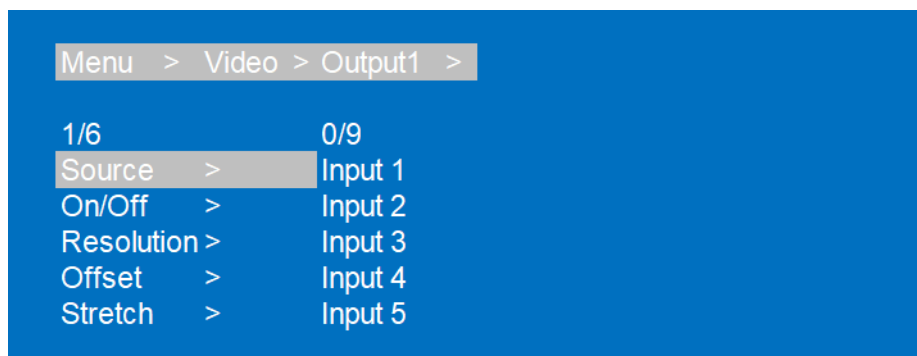 Menu > Video > Output1 >
1/6 0/9
Source > Input 1
On/Off > Input 2
Resolution > Input 3
Offset > Input 4
Stretch > Input 5